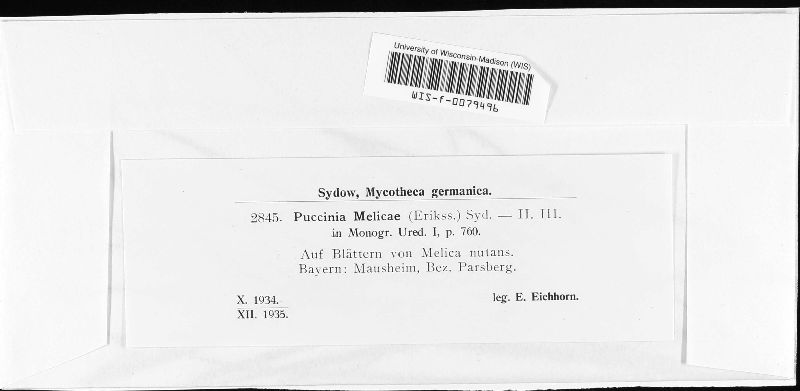 University of Wisconsin-Madison (WIS)
WIS-f-0079496
Sydow, Mycotheca germanica.
2845. Puccinia Melicae (Erikss.) Syd. — II. III.
in Monogr. Ured. I, p. 760.
Auf Blättern von Melica nutans.
Bayern: Mausheim, Bez. Parsberg.
X. 1934.
leg. E. Eichhorn.
XII. 1935.